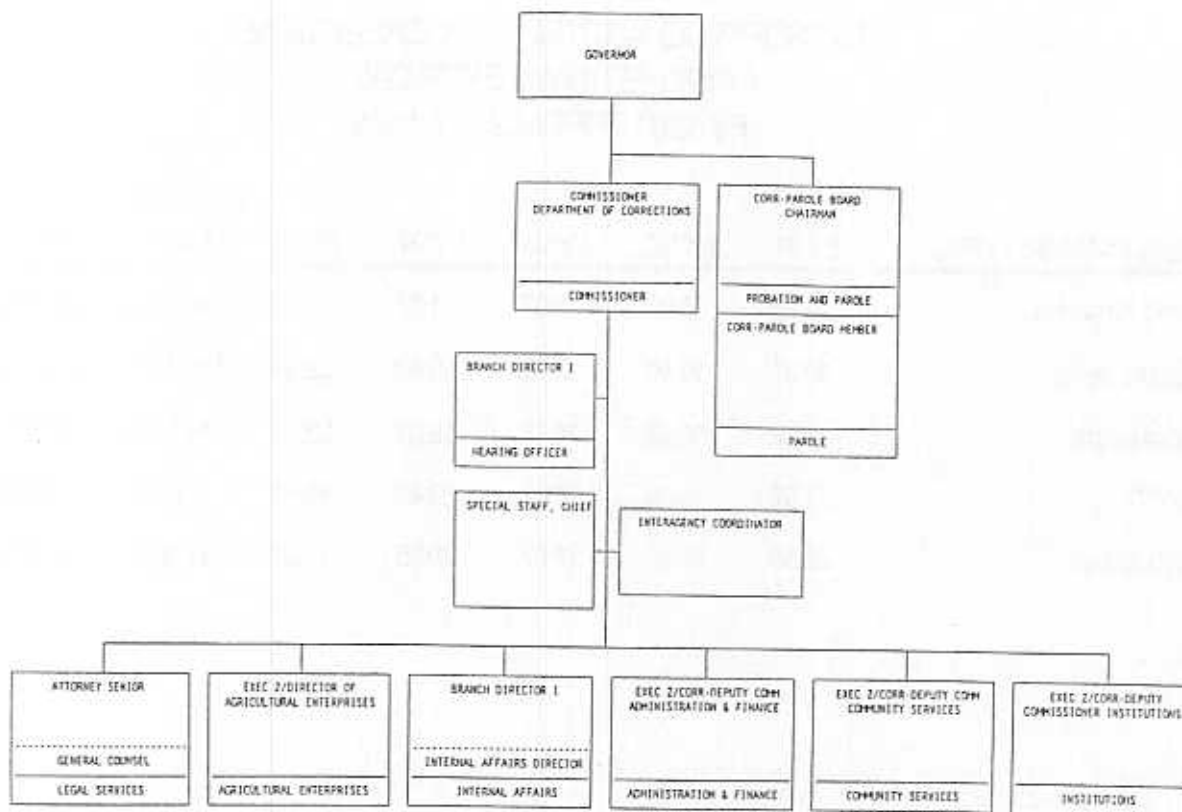 GOVERNOR
COMMISSIONER
DEPARTMENT OF CORRECTIONS
COMMISSIONER
CORR-PAROLE BOARD
CHAIRMAN
PROBATION AND PAROLE
CORR-PAROLE BOARD MEMBER
PAROLE
BRANCH DIRECTOR I
HEARING OFFICER
SPECIAL STAFF, CHIEF
INTERAGENCY COORDINATOR
ATTORNEY SENIOR
GENERAL COUNSEL
LEGAL SERVICES
EXEC 2/DIRECTOR OF
AGRICULTURAL ENTERPRISES
AGRICULTURAL ENTERPRISES
BRANCH DIRECTOR I
INTERNAL AFFAIRS DIRECTOR
INTERNAL AFFAIRS
EXEC 2/CORR-DEPUTY COMM
ADMINISTRATION & FINANCE
ADMINISTRATION & FINANCE
EXEC 2/CORR-DEPUTY COMM
COMMUNITY SERVICES
COMMUNITY SERVICES
EXEC 2/CORR-DEPUTY
COMMISSIONER INSTITUTIONS
INSTITUTIONS